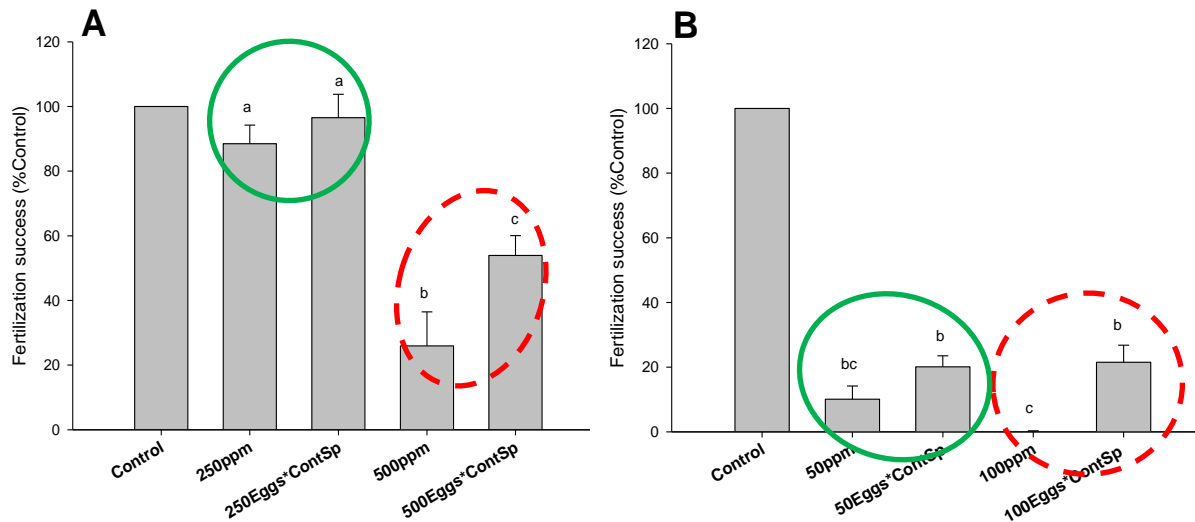 A
Fertilization success (%Control)
120
100
80
60
40
20
0
a
a
b
c
Control
250ppm
250Eggs*ContSp
500ppm
500Eggs*ContSp
B
Fertilization success (%Control)
120
100
80
60
40
20
0
bc
b
c
b
Control
50ppm
50Eggs*ContSp
100ppm
100Eggs*ContSp